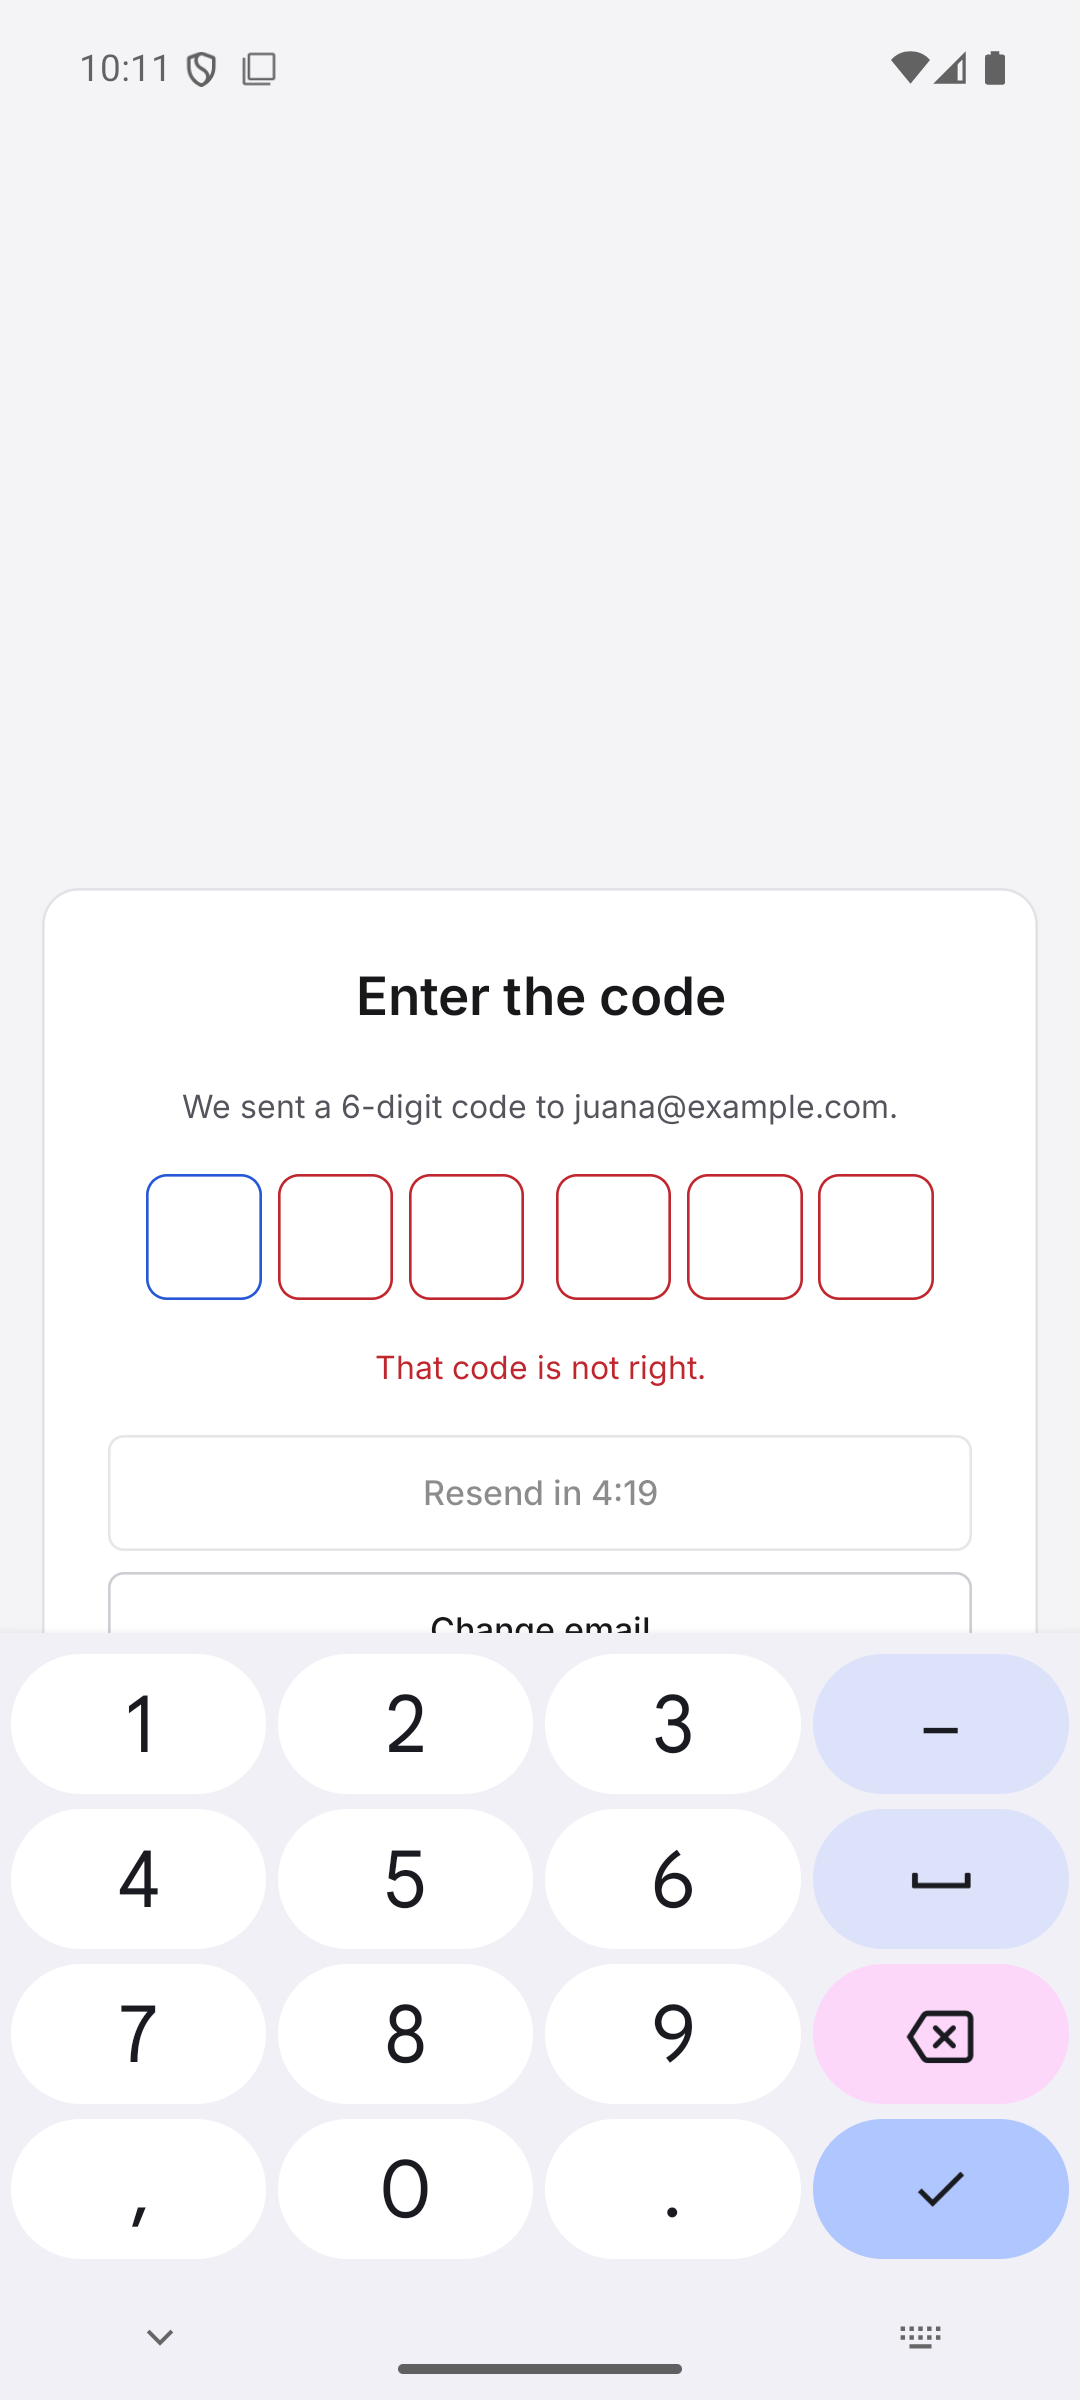 10:11
Enter the code
We sent a 6-digit code to juana@example.com.
That code is not right.
Resend in 4:19
Change email
1 2 3 –
4 5 6
7 8 9
, 0 .